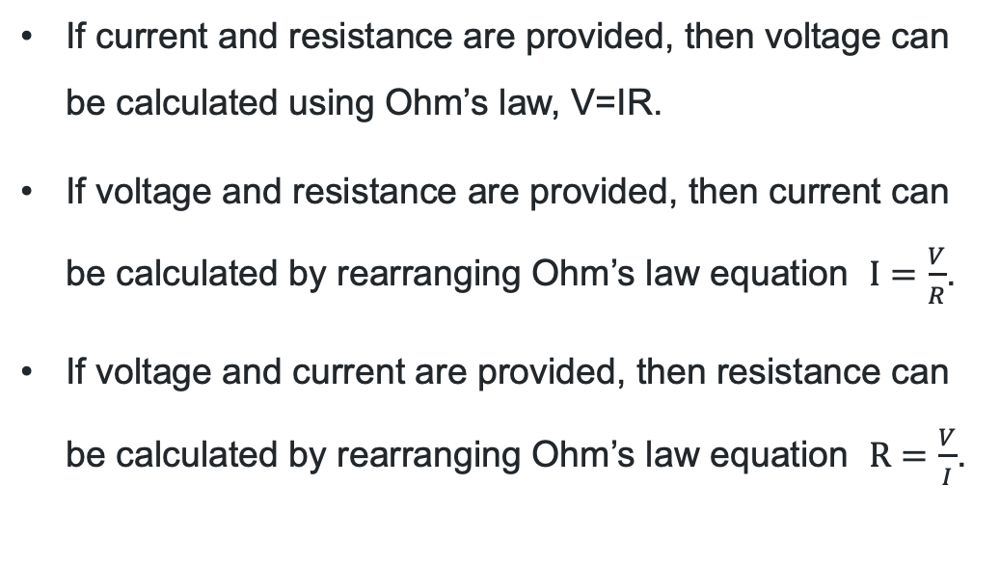 • If current and resistance are provided, then voltage can
be calculated using Ohm’s law, V=IR.
• If voltage and resistance are provided, then current can
be calculated by rearranging Ohm’s law equation I = V/R.
• If voltage and current are provided, then resistance can
be calculated by rearranging Ohm’s law equation R = V/I.